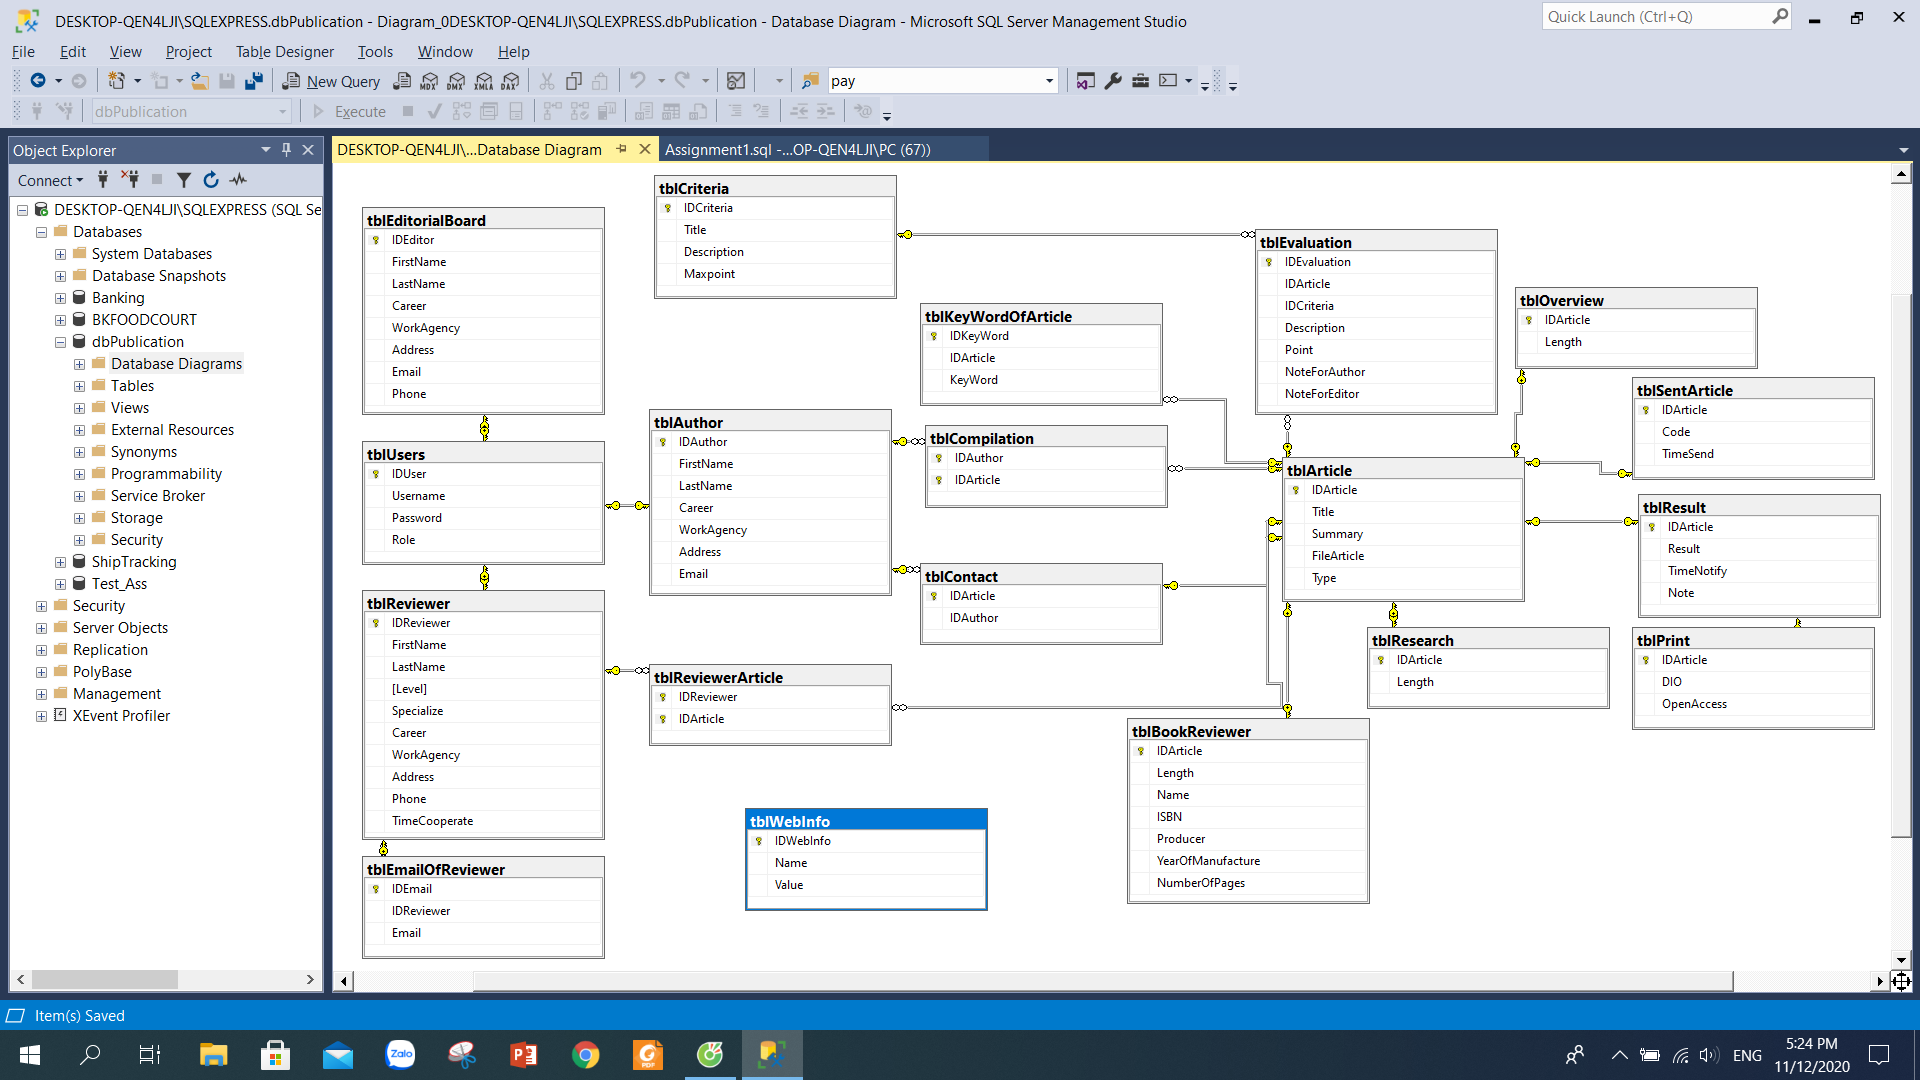 DESKTOP-QEN4LJI\SQLEXPRESS.dbPublication - Diagram_0DESKTOP-QEN4LJI\SQLEXPRESS.dbPublication - Database Diagram - Microsoft SQL Server Management Studio
Quick Launch (Ctrl+Q)
File Edit View Project Table Designer Tools Window Help
New Query MDX DMX XMLA DAX pay
dbPublication Execute
Object Explorer
Connect
DESKTOP-QEN4LJI\SQLEXPRESS (SQL Se
Databases
System Databases
Database Snapshots
Banking
BKFOODCOURT
dbPublication
Database Diagrams
Tables
Views
External Resources
Synonyms
Programmability
Service Broker
Storage
Security
ShipTracking
Test_Ass
Security
Server Objects
Replication
PolyBase
Management
XEvent Profiler
DESKTOP-QEN4LJI\...Database Diagram
Assignment1.sql -...OP-QEN4LJI\PC (67))
tblEditorialBoard
IDEditor
FirstName
LastName
Career
WorkAgency
Address
Email
Phone
tblUsers
IDUser
Username
Password
Role
tblReviewer
IDReviewer
FirstName
LastName
[Level]
Specialize
Career
WorkAgency
Address
Phone
TimeCooperate
tblEmailOfReviewer
IDEmail
IDReviewer
Email
tblCriteria
IDCriteria
Title
Description
Maxpoint
tblAuthor
IDAuthor
FirstName
LastName
Career
WorkAgency
Address
Email
tblReviewerArticle
IDReviewer
IDArticle
tblWebInfo
IDWebInfo
Name
Value
tblKeyWordOfArticle
IDKeyWord
IDArticle
KeyWord
tblCompilation
IDAuthor
IDArticle
tblContact
IDArticle
IDAuthor
tblEvaluation
IDEvaluation
IDArticle
IDCriteria
Description
Point
NoteForAuthor
NoteForEditor
tblArticle
IDArticle
Title
Summary
FileArticle
Type
tblBookReviewer
IDArticle
Length
Name
ISBN
Producer
YearOfManufacture
NumberOfPages
tblResearch
IDArticle
Length
tblOverview
IDArticle
Length
tblSentArticle
IDArticle
Code
TimeSend
tblResult
IDArticle
Result
TimeNotify
Note
tblPrint
IDArticle
DIO
OpenAccess
Item(s) Saved
Zalo
PDF
ENG
5:24 PM
11/12/2020